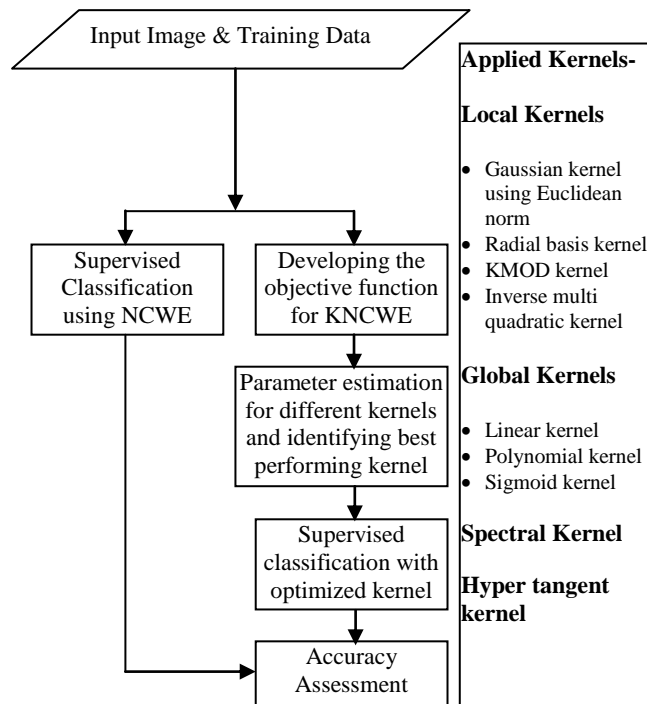 Input Image & Training Data
Supervised
Classification
using NCWE
Developing the
objective function
for KNCWE
Parameter estimation
for different kernels
and identifying best
performing kernel
Supervised
classification with
optimized kernel
Accuracy
Assessment
Applied Kernels-
Local Kernels
• Gaussian kernel
using Euclidean
norm
• Radial basis kernel
• KMOD kernel
• Inverse multi
quadratic kernel
Global Kernels
• Linear kernel
• Polynomial kernel
• Sigmoid kernel
Spectral Kernel
Hyper tangent
kernel